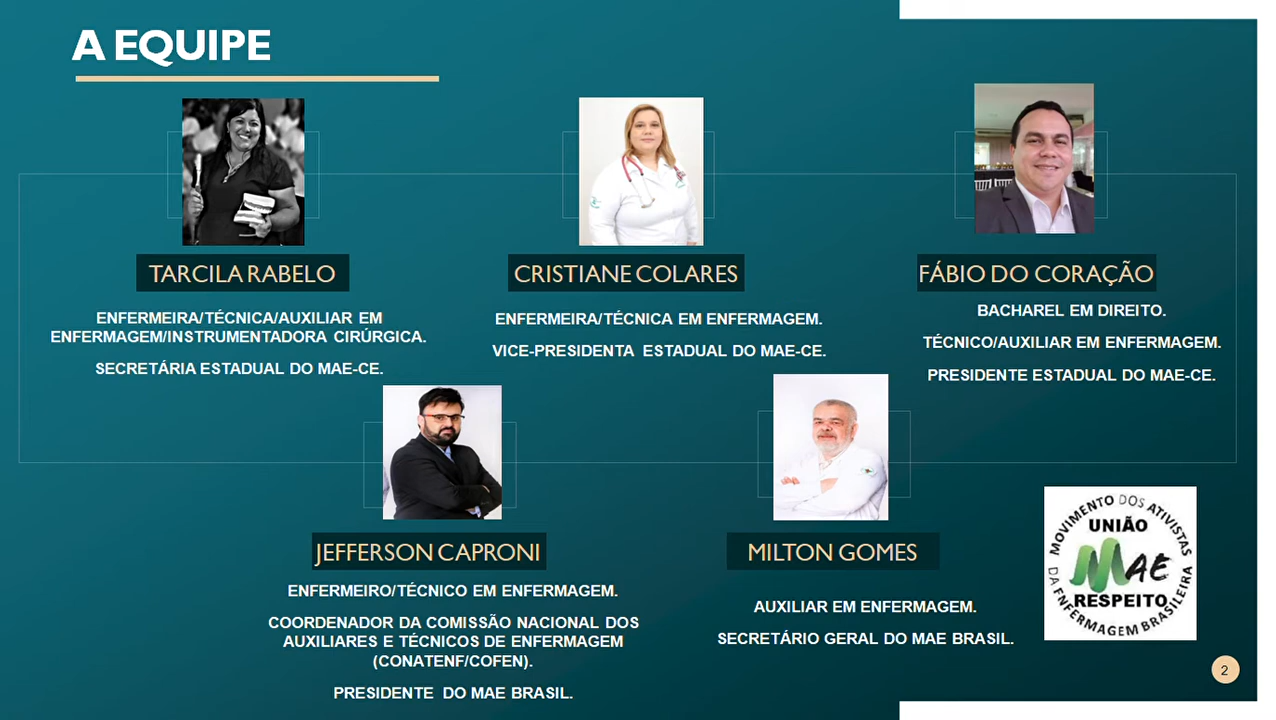 A EQUIPE
TARCILA RABELO
ENFERMEIRA/TÉCNICA/AUXILIAR EM
ENFERMAGEM/INSTRUMENTADORA CIRÚRGICA.
SECRETÁRIA ESTADUAL DO MAE-CE.
CRISTIANE COLARES
ENFERMEIRA/TÉCNICA EM ENFERMAGEM.
VICE-PRESIDENTA ESTADUAL DO MAE-CE.
FÁBIO DO CORAÇÃO
BACHAREL EM DIREITO.
TÉCNICO/AUXILIAR EM ENFERMAGEM.
PRESIDENTE ESTADUAL DO MAE-CE.
JEFFERSON CAPRONI
ENFERMEIRO/TÉCNICO EM ENFERMAGEM.
COORDENADOR DA COMISSÃO NACIONAL DOS
AUXILIARES E TÉCNICOS DE ENFERMAGEM
(CONATENF/COFEN).
PRESIDENTE DO MAE BRASIL.
MILTON GOMES
AUXILIAR EM ENFERMAGEM.
SECRETÁRIO GERAL DO MAE BRASIL.
MOVIMENTO DOS ATIVISTAS
UNIÃO
MAE
RESPEITO
DA ENFERMAGEM BRASILEIRA
2